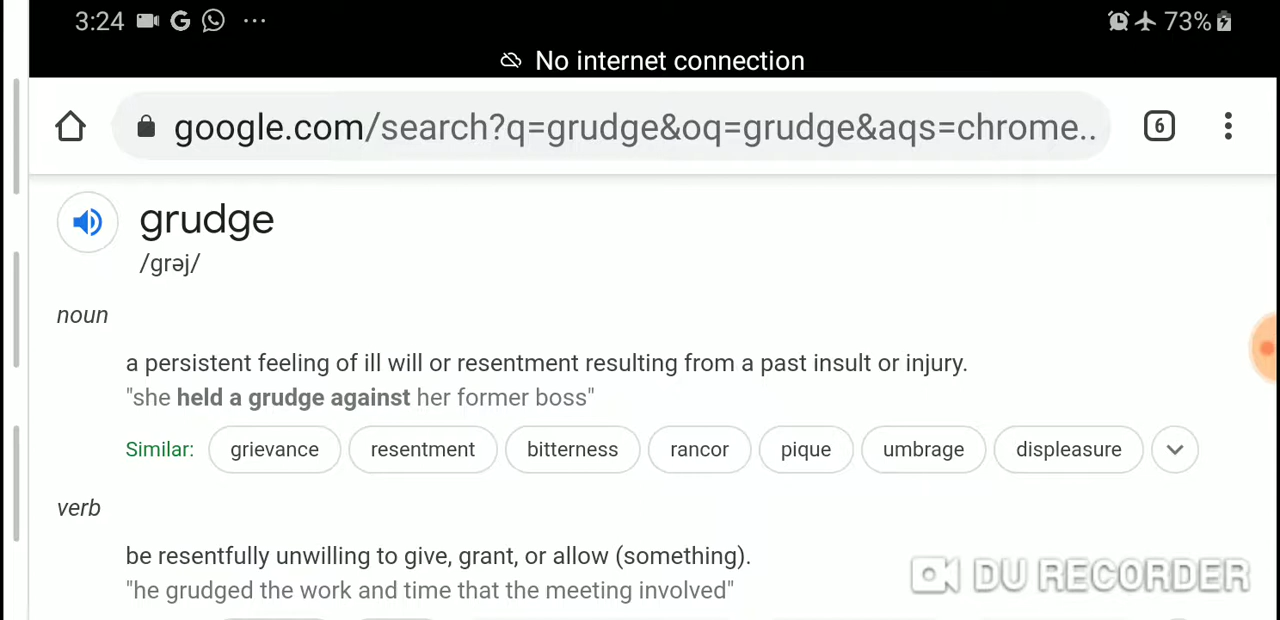 3:24 G ... 73%
No internet connection
google.com/search?q=grudge&oq=grudge&aqs=chrome.. 6
grudge
/grəj/
noun
a persistent feeling of ill will or resentment resulting from a past insult or injury.
"she held a grudge against her former boss"
Similar: grievance resentment bitterness rancor pique umbrage displeasure
verb
be resentfully unwilling to give, grant, or allow (something).
"he grudged the work and time that the meeting involved"
DU RECORDER